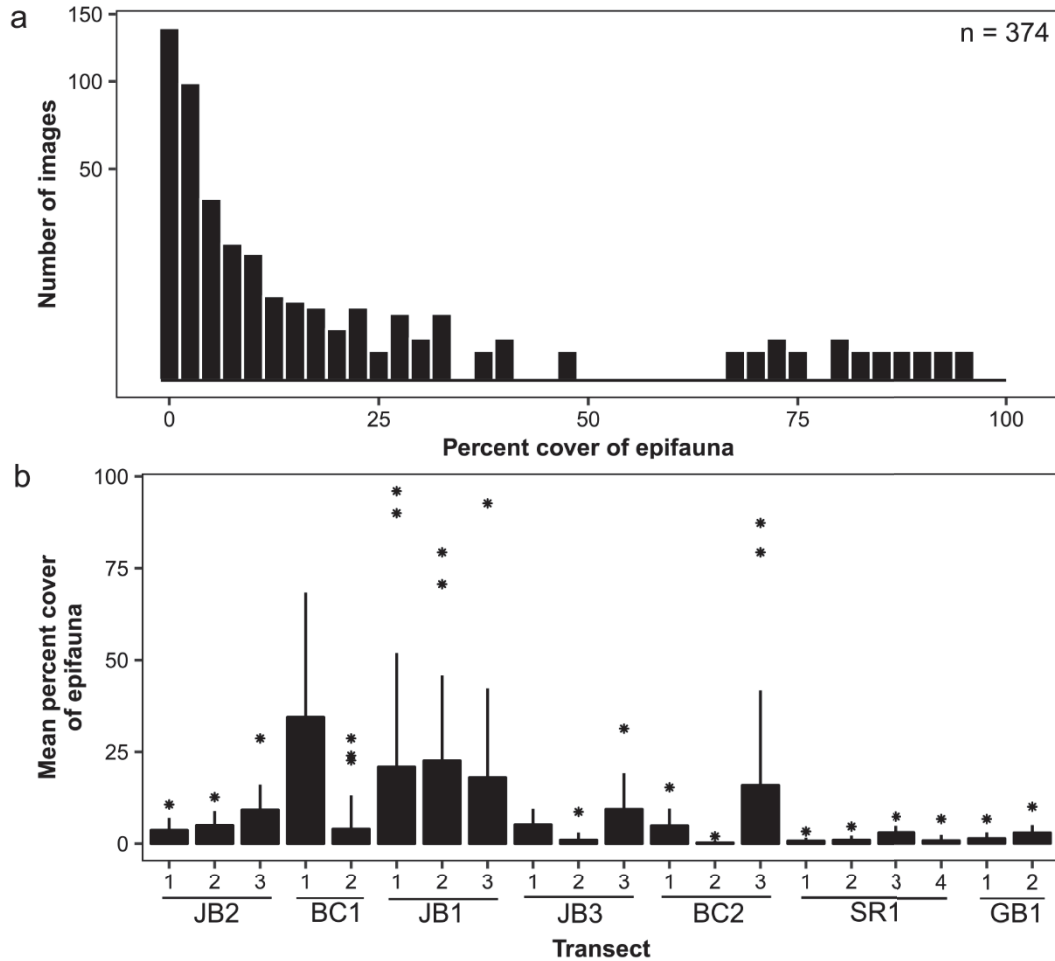 a
n = 374
150
100
50
Number of images
0 25 50 75 100
Percent cover of epifauna
b
100
75
50
25
0
Mean percent cover
of epifauna
1 2 3 1 2 1 2 3 1 2 3 1 2 3 1 2 3 4 1 2
JB2 BC1 JB1 JB3 BC2 SR1 GB1
Transect